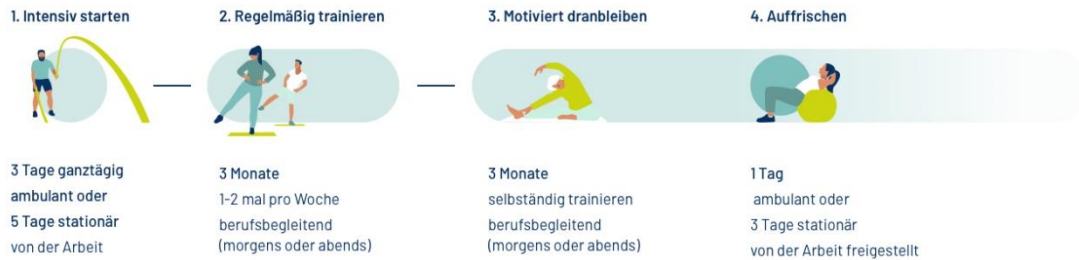 1. Intensiv starten
3 Tage ganztägig
ambulant oder
5 Tage stationär
von der Arbeit
2. Regelmäßig trainieren
3 Monate
1-2 mal pro Woche
berufsbegleitend
(morgens oder abends)
3. Motiviert dranbleiben
3 Monate
selbständig trainieren
berufsbegleitend
(morgens oder abends)
4. Auffrischen
1 Tag
ambulant oder
3 Tage stationär
von der Arbeit freigestellt